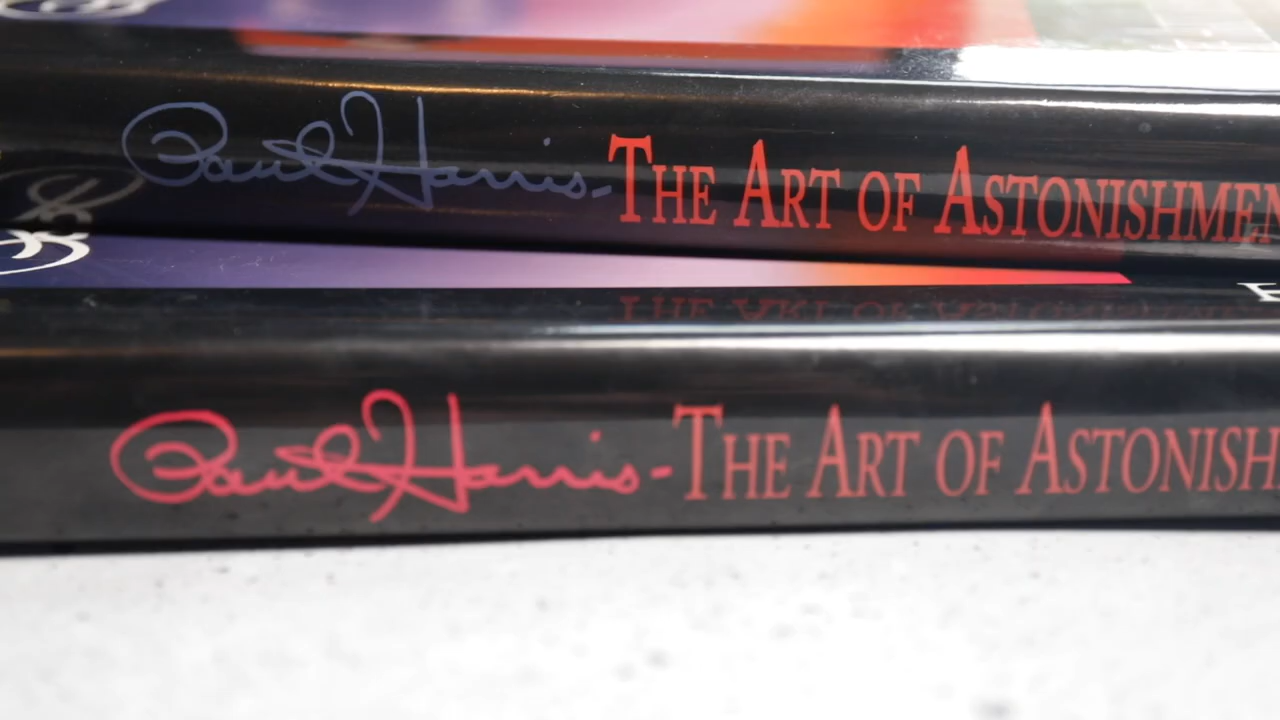 Paul Harris - THE ART OF ASTONISHMEN
Paul Harris - THE ART OF ASTONISH